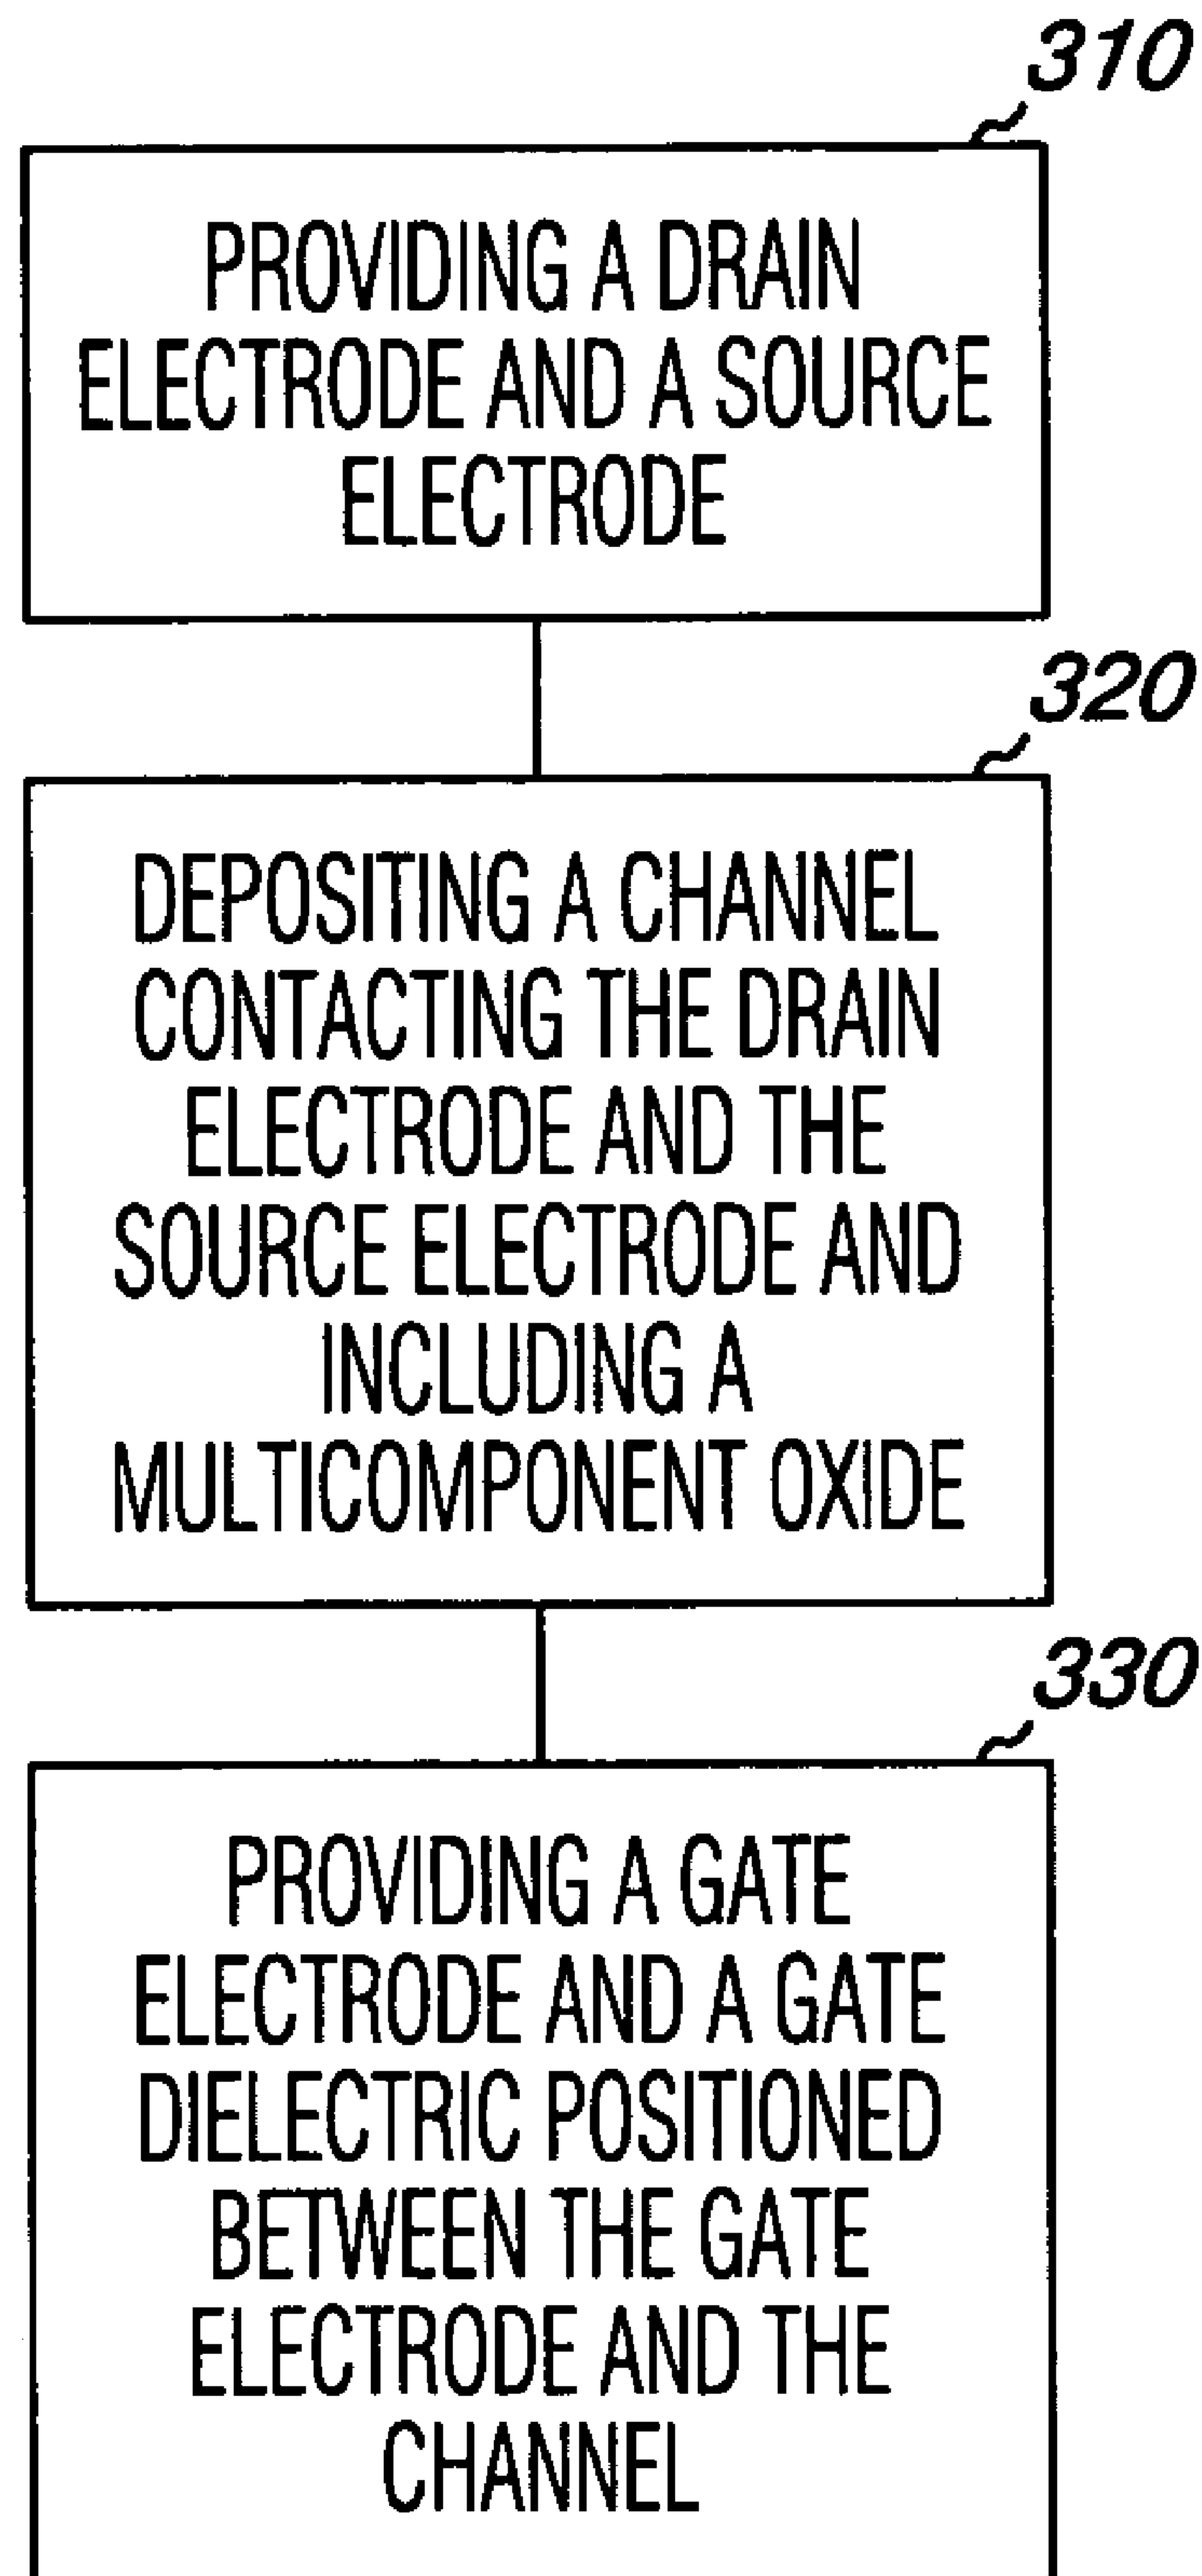 310
PROVIDING A DRAIN
ELECTRODE AND A SOURCE
ELECTRODE
320
DEPOSITING A CHANNEL
CONTACTING THE DRAIN
ELECTRODE AND THE
SOURCE ELECTRODE AND
INCLUDING A
MULTICOMPONENT OXIDE
330
PROVIDING A GATE
ELECTRODE AND A GATE
DIELECTRIC POSITIONED
BETWEEN THE GATE
ELECTRODE AND THE
CHANNEL